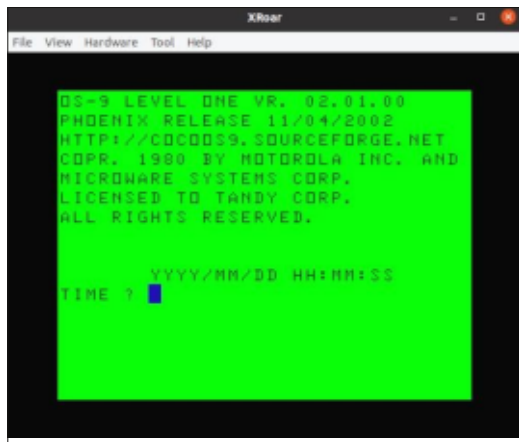 XRoar
File View Hardware Tool Help
OS-9 LEVEL ONE VR. 02.01.00
PHOENIX RELEASE 11/04/2002
HTTP://COCOOS9.SOURCEFORGE.NET
COPR. 1980 BY MOTOROLA INC. AND
MICROWARE SYSTEMS CORP.
LICENSED TO TANDY CORP.
ALL RIGHTS RESERVED.
YYYY/MM/DD HH:MM:SS
TIME ?